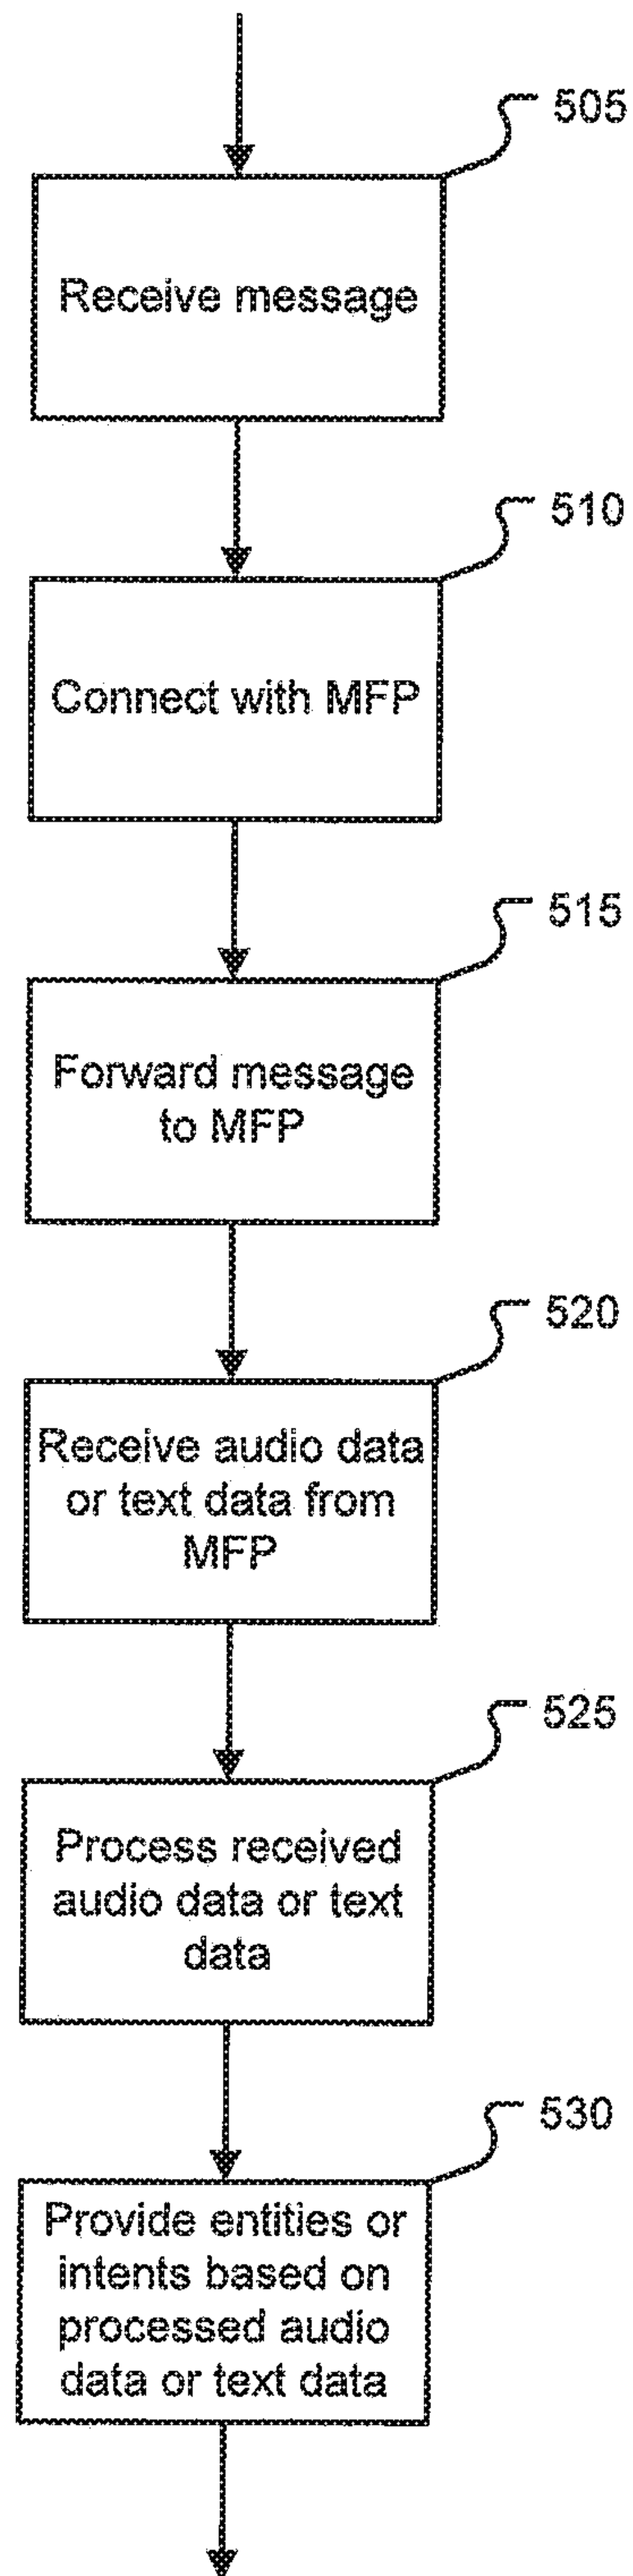 505
Receive message
510
Connect with MFP
515
Forward message
to MFP
520
Receive audio data
or text data from
MFP
525
Process received
audio data or text
data
530
Provide entities or
intents based on
processed audio
data or text data